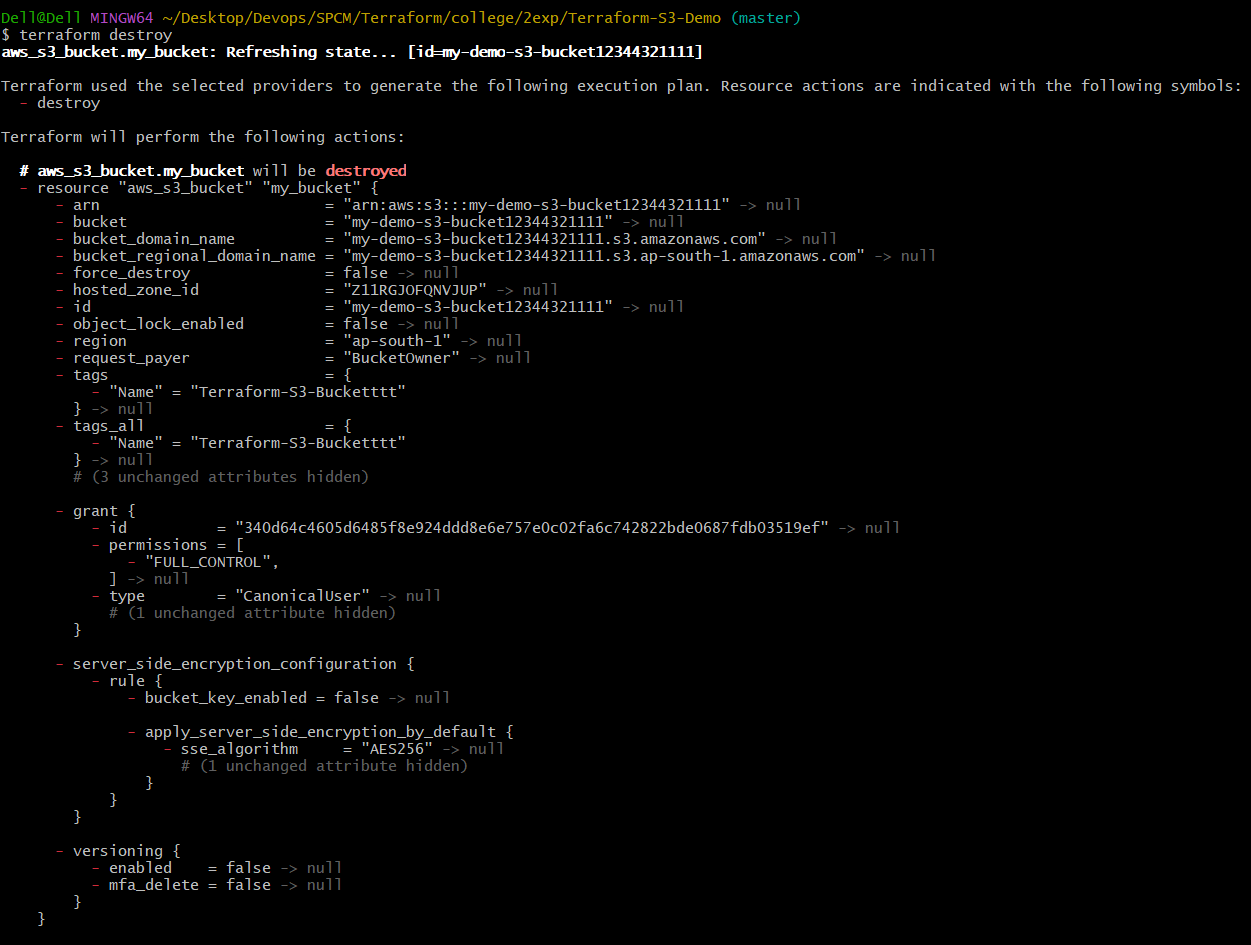 Dell@Dell MINGW64 ~/Desktop/Devops/SPCM/Terraform/college/2exp/Terraform-S3-Demo (master)
$ terraform destroy
aws_s3_bucket.my_bucket: Refreshing state... [id=my-demo-s3-bucket12344321111]

Terraform used the selected providers to generate the following execution plan. Resource actions are indicated with the following symbols:
  - destroy

Terraform will perform the following actions:

  # aws_s3_bucket.my_bucket will be destroyed
  - resource "aws_s3_bucket" "my_bucket" {
      - arn                         = "arn:aws:s3:::my-demo-s3-bucket12344321111" -> null
      - bucket                      = "my-demo-s3-bucket12344321111" -> null
      - bucket_domain_name          = "my-demo-s3-bucket12344321111.s3.amazonaws.com" -> null
      - bucket_regional_domain_name = "my-demo-s3-bucket12344321111.s3.ap-south-1.amazonaws.com" -> null
      - force_destroy               = false -> null
      - hosted_zone_id              = "Z11RGJOFQNVJUP" -> null
      - id                          = "my-demo-s3-bucket12344321111" -> null
      - object_lock_enabled         = false -> null
      - region                      = "ap-south-1" -> null
      - request_payer               = "BucketOwner" -> null
      - tags                        = {
          - "Name" = "Terraform-S3-Bucketttt"
        } -> null
      - tags_all                    = {
          - "Name" = "Terraform-S3-Bucketttt"
        } -> null
        # (3 unchanged attributes hidden)

      - grant {
          - id          = "340d64c4605d6485f8e924ddd8e6e757e0c02fa6c742822bde0687fdb03519ef" -> null
          - permissions = [
              - "FULL_CONTROL",
            ] -> null
          - type        = "CanonicalUser" -> null
            # (1 unchanged attribute hidden)
        }

      - server_side_encryption_configuration {
          - rule {
              - bucket_key_enabled = false -> null

              - apply_server_side_encryption_by_default {
                  - sse_algorithm     = "AES256" -> null
                    # (1 unchanged attribute hidden)
                }
            }
        }

      - versioning {
          - enabled    = false -> null
          - mfa_delete = false -> null
        }
    }